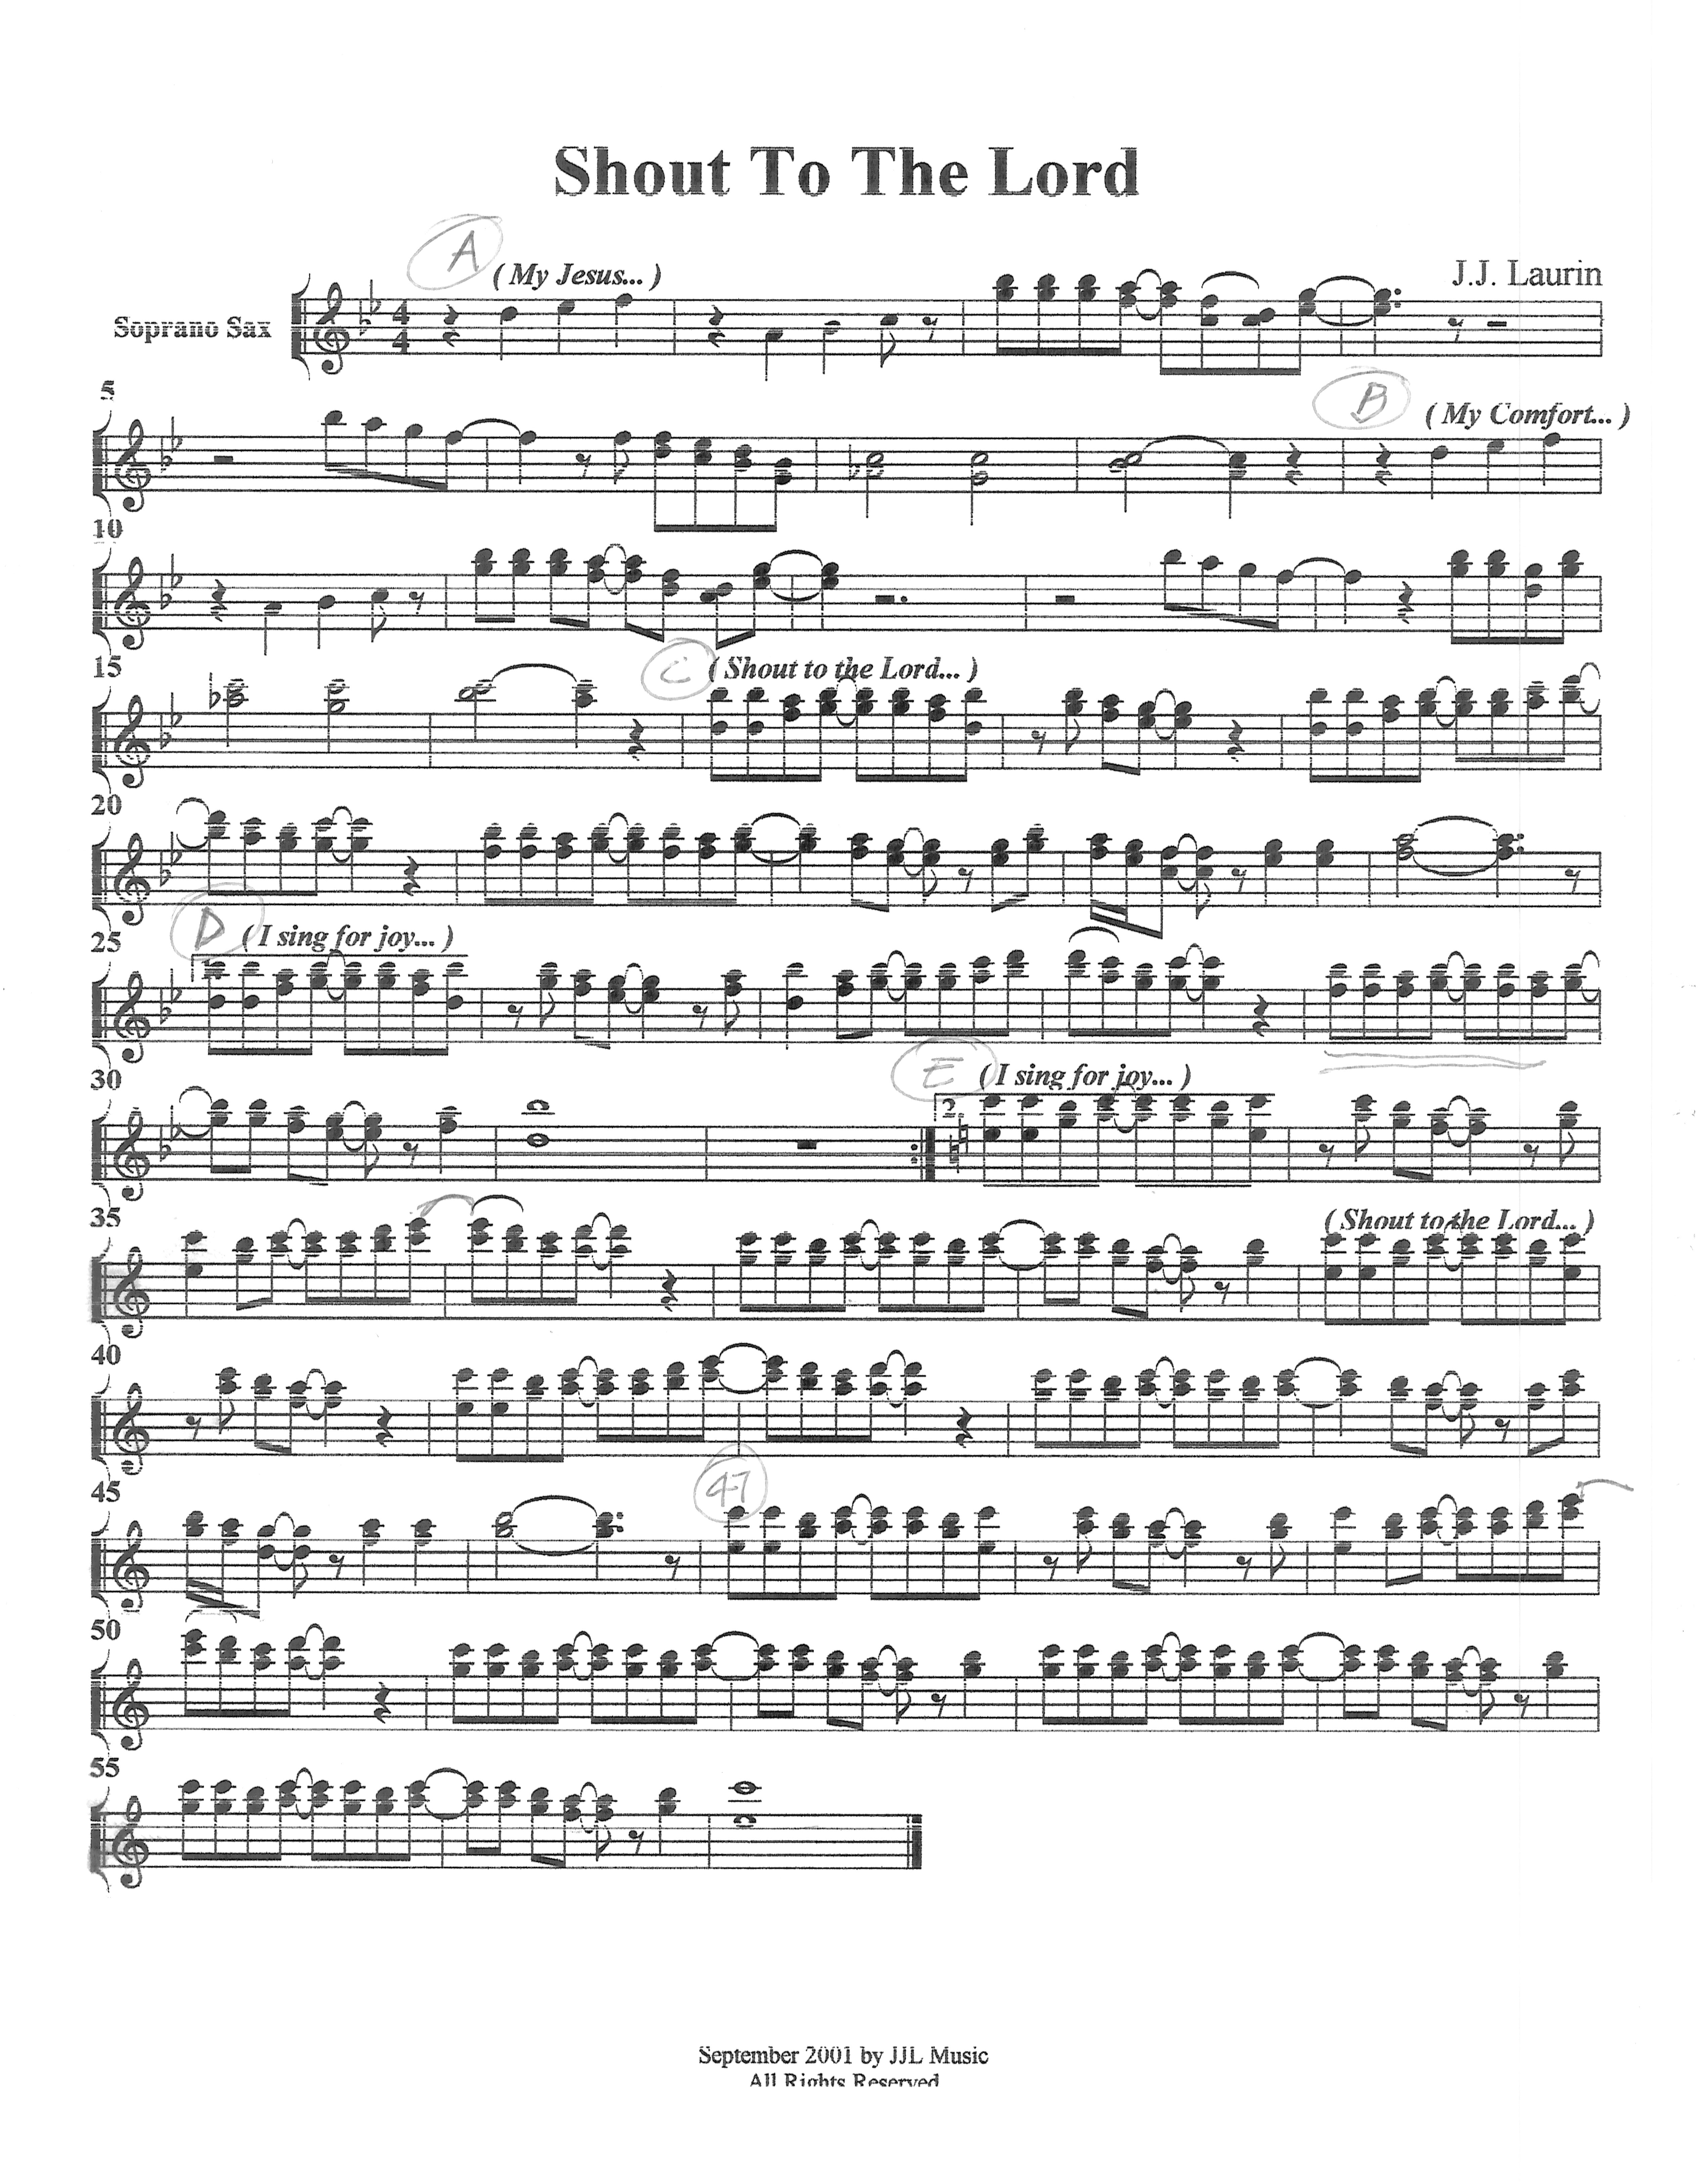 Shout To The Lord
A
( My Jesus... )
J.J. Laurin
Soprano Sax
4
4
5
B
( My Comfort... )
10
15
C
( Shout to the Lord... )
20
25
D
( I sing for joy... )
30
E
( I sing for joy... )
2.
35
( Shout to the Lord... )
40
47
45
50
55
September 2001 by JJL Music
All Rights Reserved